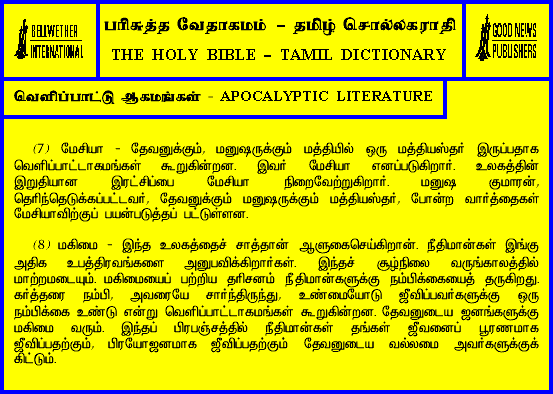 BELLWETHER
INTERNATIONAL
பரிசுத்த வேதாகமம் – தமிழ் சொல்லகராதி
THE HOLY BIBLE – TAMIL DICTIONARY
GOOD NEWS
PUBLISHERS
வெளிப்பாட்டு ஆகமங்கள் - APOCALYPTIC LITERATURE
(7) மேசியா - தேவனுக்கும், மனுஷருக்கும் மத்தியில் ஒரு மத்தியஸ்தர் இருப்பதாக
வெளிப்பாட்டாகமங்கள் கூறுகின்றன. இவர் மேசியா எனப்படுகிறார். உலகத்தின்
இறுதியான இரட்சிப்பை மேசியா நிறைவேற்றுகிறார். மனுஷ குமாரன்,
தெரிந்தெடுக்கப்பட்டவர், தேவனுக்கும் மனுஷருக்கும் மத்தியஸ்தர், போன்ற வார்த்தைகள்
மேசியாவிற்குப் பயன்படுத்தப் பட்டுள்ளன.
(8) மகிமை - இந்த உலகத்தைச் சாத்தான் ஆளுகைசெய்கிறான். நீதிமான்கள் இங்கு
அதிக உபத்திரவங்களை அனுபவிக்கிறார்கள். இந்தச் சூழ்நிலை வருங்காலத்தில்
மாற்றமடையும். மகிமையைப் பற்றிய தரிசனம் நீதிமான்களுக்கு நம்பிக்கையைத் தருகிறது.
கர்த்தரை நம்பி, அவரையே சார்ந்திருந்து, உண்மையோடு ஜீவிப்பவர்களுக்கு ஒரு
நம்பிக்கை உண்டு என்று வெளிப்பாட்டாகமங்கள் கூறுகின்றன. தேவனுடைய ஜனங்களுக்கு
மகிமை வரும். இந்தப் பிரபஞ்சத்தில் நீதிமான்கள் தங்கள் ஜீவனைப் பூரணமாக
ஜீவிப்பதற்கும், பிரயோஜனமாக ஜீவிப்பதற்கும் தேவனுடைய வல்லமை அவர்களுக்குக்
கிட்டும்.